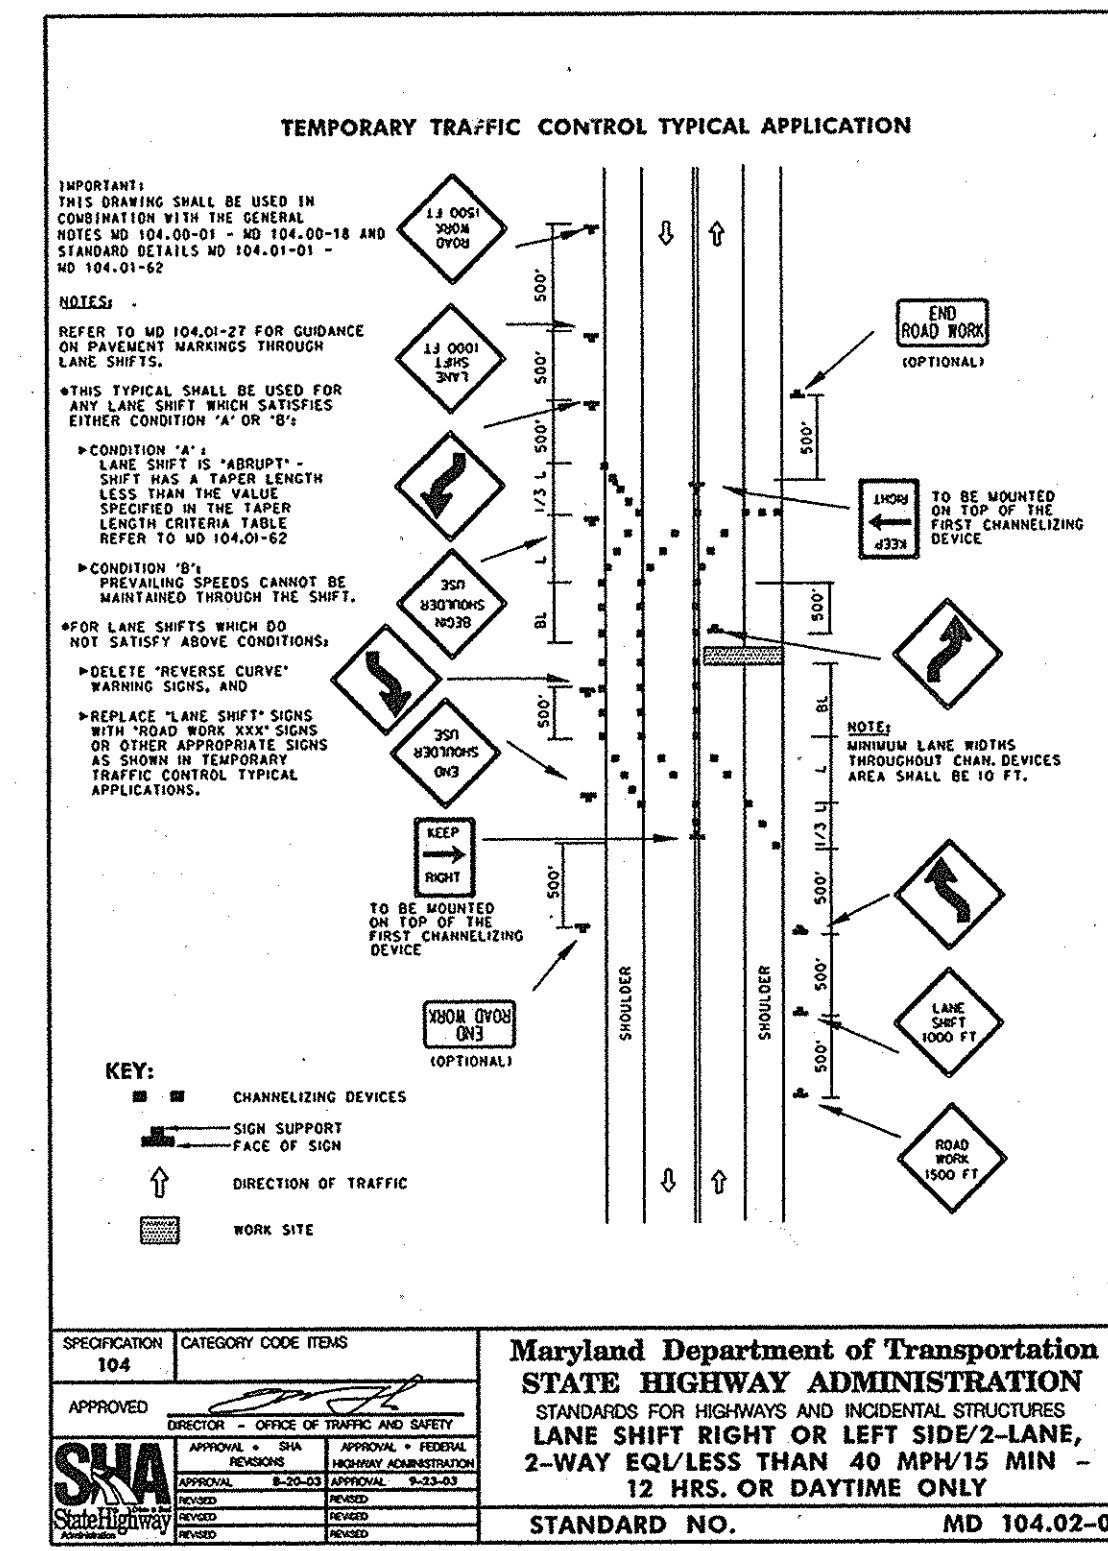 TEMPORARY TRAFFIC CONTROL TYPICAL APPLICATION
IMPORTANT:
THIS DRAWING SHALL BE USED IN
COMBINATION WITH THE GENERAL
NOTES MD 104.00-01 - MD 104.00-18 AND
STANDARD DETAILS MD 104.01-01 -
MD 104.01-62
NOTES:
REFER TO MD 104.01-27 FOR GUIDANCE
ON PAVEMENT MARKINGS THROUGH
LANE SHIFTS.
•THIS TYPICAL SHALL BE USED FOR
ANY LANE SHIFT WHICH SATISFIES
EITHER CONDITION 'A' OR 'B':
►CONDITION 'A':
LANE SHIFT IS 'ABRUPT' -
SHIFT HAS A TAPER LENGTH
LESS THAN THE VALUE
SPECIFIED IN THE TAPER
LENGTH CRITERIA TABLE
REFER TO MD 104.01-62
►CONDITION 'B':
PREVAILING SPEEDS CANNOT BE
MAINTAINED THROUGH THE SHIFT.
•FOR LANE SHIFTS WHICH DO
NOT SATISFY ABOVE CONDITIONS:
►DELETE 'REVERSE CURVE'
WARNING SIGNS, AND
►REPLACE 'LANE SHIFT' SIGNS
WITH 'ROAD WORK XXX' SIGNS
OR OTHER APPROPRIATE SIGNS
AS SHOWN IN TEMPORARY
TRAFFIC CONTROL TYPICAL
APPLICATIONS.
ROAD
WORK
1500 FT
LANE
SHIFT
1000 FT
BEGIN
SHOULDER
USE
END
SHOULDER
USE
KEEP
RIGHT
TO BE MOUNTED
ON TOP OF THE
FIRST CHANNELIZING
DEVICE
END
ROAD WORK
(OPTIONAL)
500'
500'
500'
1/3 L
L
BL
500'
500'
SHOULDER
SHOULDER
END
ROAD WORK
(OPTIONAL)
500'
KEEP
RIGHT
TO BE MOUNTED
ON TOP OF THE
FIRST CHANNELIZING
DEVICE
500'
BL
NOTE:
MINIMUM LANE WIDTHS
THROUGHOUT CHAN. DEVICES
AREA SHALL BE 10 FT.
L
1/3 L
500'
500'
500'
LANE
SHIFT
1000 FT
ROAD
WORK
1500 FT
KEY:
CHANNELIZING DEVICES
SIGN SUPPORT
FACE OF SIGN
DIRECTION OF TRAFFIC
WORK SITE
SPECIFICATION
104
CATEGORY CODE ITEMS
APPROVED
DIRECTOR - OFFICE OF TRAFFIC AND SAFETY
SHA
StateHighway
Administration
APPROVAL • SHA
REVISIONS
APPROVAL • FEDERAL
HIGHWAY ADMINISTRATION
APPROVAL 8-20-03
APPROVAL 9-23-03
REVISED
REVISED
REVISED
REVISED
REVISED
REVISED
Maryland Department of Transportation
STATE HIGHWAY ADMINISTRATION
STANDARDS FOR HIGHWAYS AND INCIDENTAL STRUCTURES
LANE SHIFT RIGHT OR LEFT SIDE/2-LANE,
2-WAY EQL/LESS THAN 40 MPH/15 MIN -
12 HRS. OR DAYTIME ONLY
STANDARD NO. MD 104.02-0